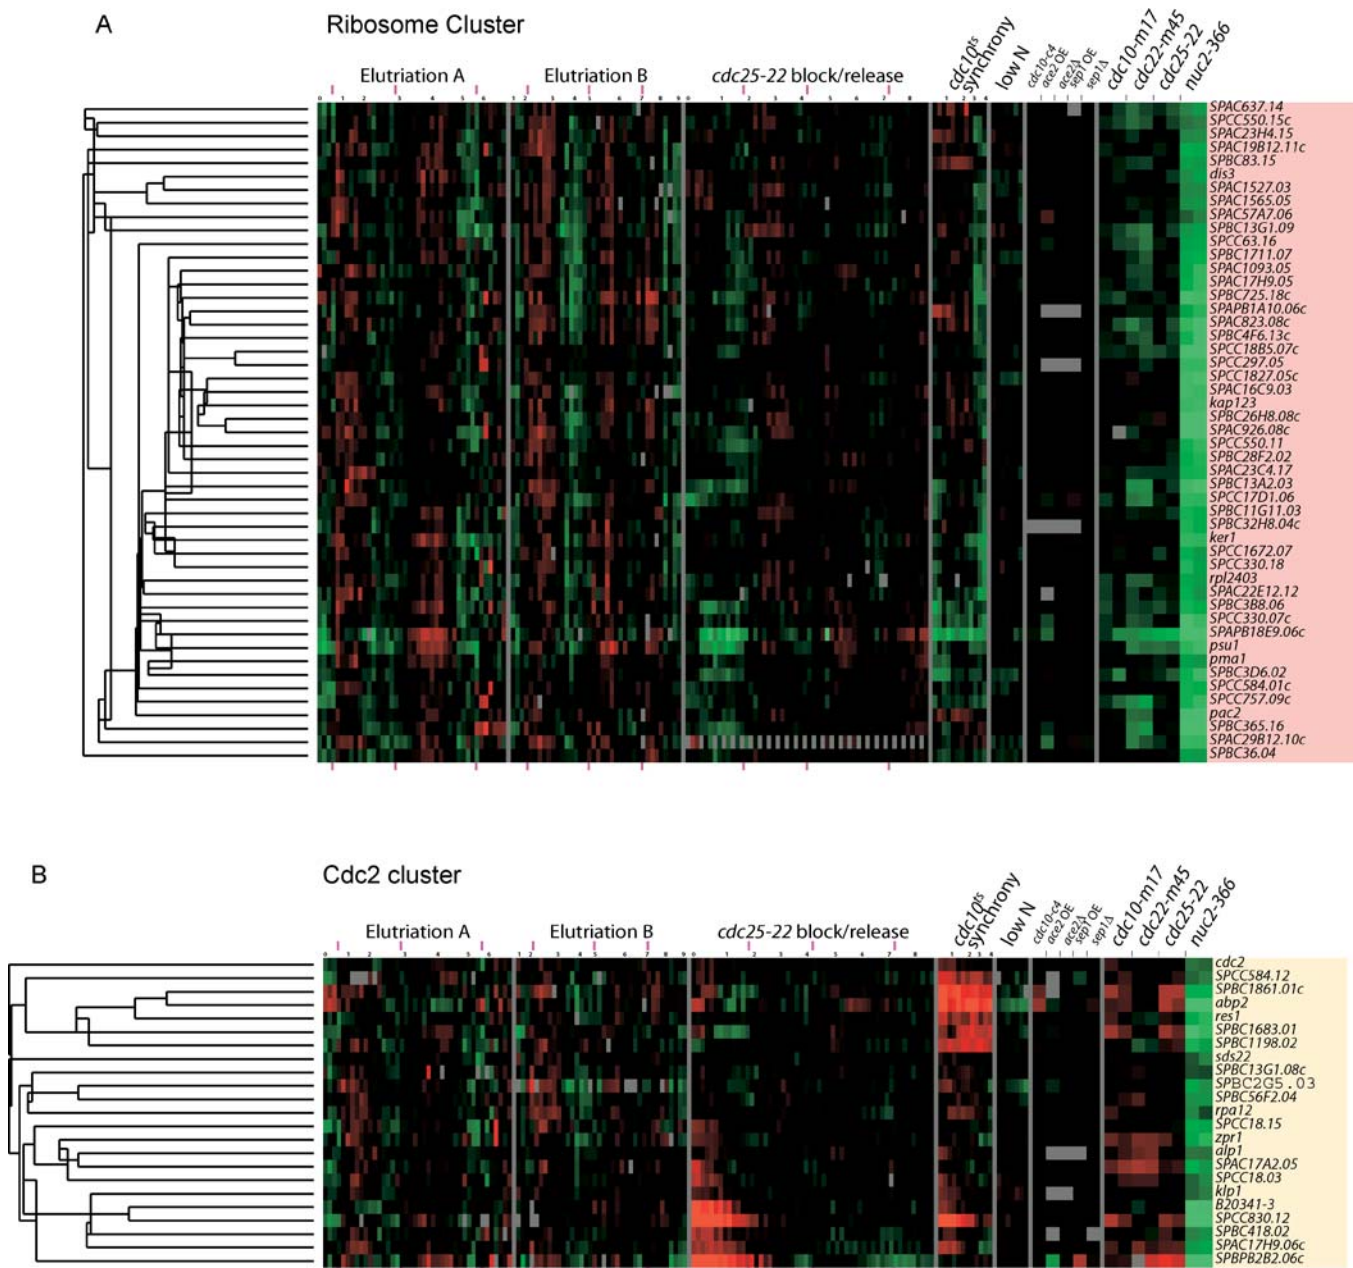 A
Ribosome Cluster
Elutriation A
Elutriation B
cdc25-22 block/release
cdc10ts synchrony
low N
cdc10-c4
ace2 OE
ace2Δ
sep1 OE
sep1Δ
cdc10-m17
cdc22-m45
cdc25-22
nuc2-366
SPAC637.14
SPCC550.15c
SPAC23H4.15
SPAC19B12.11c
SPBC83.15
dis3
SPAC1527.03
SPAC1565.05
SPAC57A7.06
SPBC13G1.09
SPCC63.16
SPBC1711.07
SPAC1093.05
SPAC17H9.05
SPBC725.18c
SPAPB1A10.06c
SPAC823.08c
SPBC4F6.13c
SPCC18B5.07c
SPCC297.05
SPCC1827.05c
SPAC16C9.03
kap123
SPBC26H8.08c
SPAC926.08c
SPCC550.11
SPBC28F2.02
SPAC23C4.17
SPBC13A2.03
SPCC17D1.06
SPBC11G11.03
SPBC32H8.04c
ker1
SPCC1672.07
SPCC330.18
rpl2403
SPAC22E12.12
SPBC3B8.06
SPCC330.07c
SPAPB18E9.06c
psu1
pma1
SPBC3D6.02
SPCC584.01c
SPCC757.09c
pac2
SPBC365.16
SPAC29B12.10c
SPBC36.04
B
Cdc2 cluster
Elutriation A
Elutriation B
cdc25-22 block/release
cdc10ts synchrony
low N
cdc10-c4
ace2 OE
ace2Δ
sep1 OE
sep1Δ
cdc10-m17
cdc22-m45
cdc25-22
nuc2-366
cdc2
SPCC584.12
SPBC1861.01c
abp2
res1
SPBC1683.01
SPBC1198.02
sds22
SPBC13G1.08c
SPBC2G5.03
SPBC56F2.04
rpa12
SPCC18.15
zpr1
alp1
SPAC17A2.05
SPCC18.03
klp1
B20341-3
SPCC830.12
SPBC418.02
SPAC17H9.06c
SPBPB2B2.06c